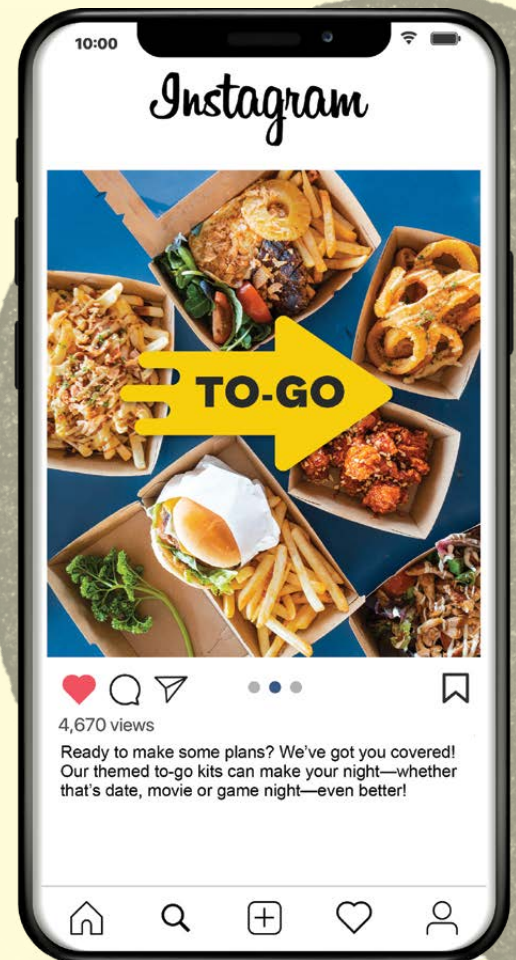 10:00
Instagram
TO-GO
4,670 views
Ready to make some plans? We’ve got you covered!
Our themed to-go kits can make your night—whether
that’s date, movie or game night—even better!